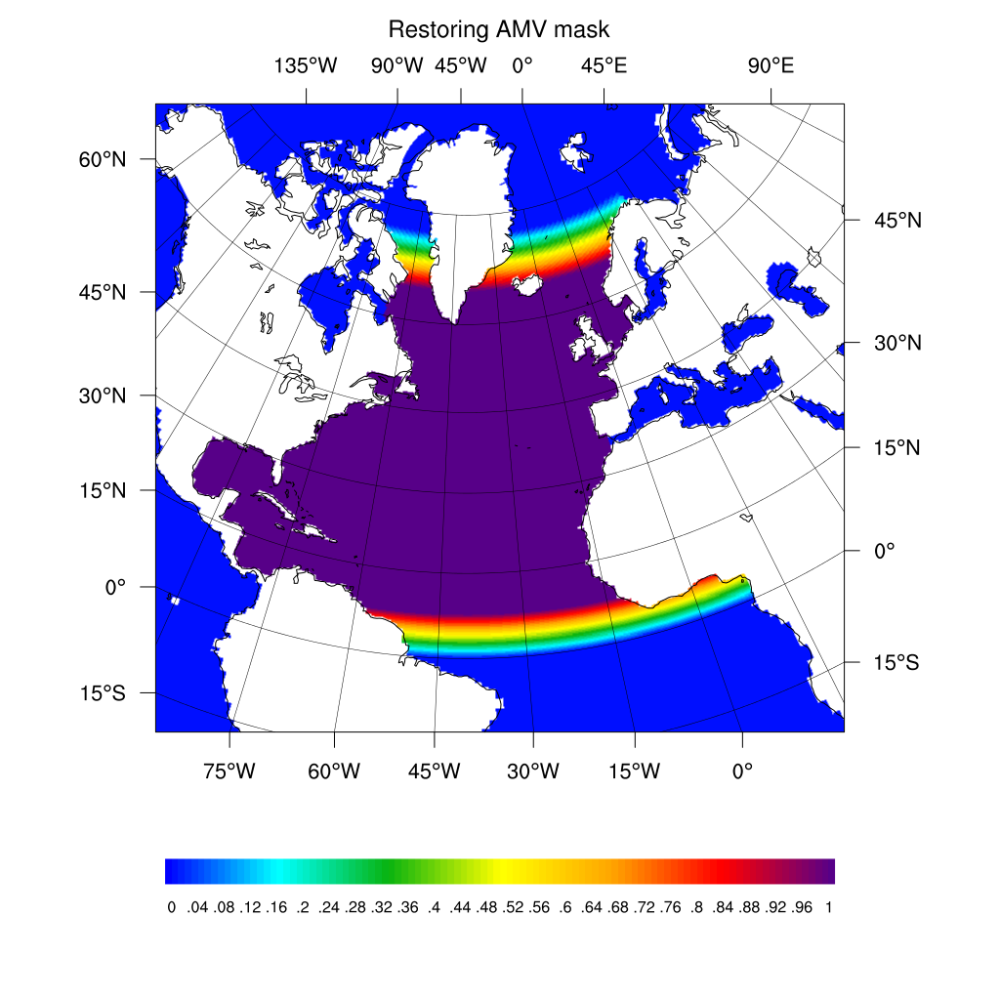 Restoring AMV mask
135°W 90°W 45°W 0° 45°E 90°E
60°N
45°N
45°N
30°N
30°N
15°N
15°N
0°
0°
15°S
15°S
75°W 60°W 45°W 30°W 15°W 0°
0 .04 .08 .12 .16 .2 .24 .28 .32 .36 .4 .44 .48 .52 .56 .6 .64 .68 .72 .76 .8 .84 .88 .92 .96 1